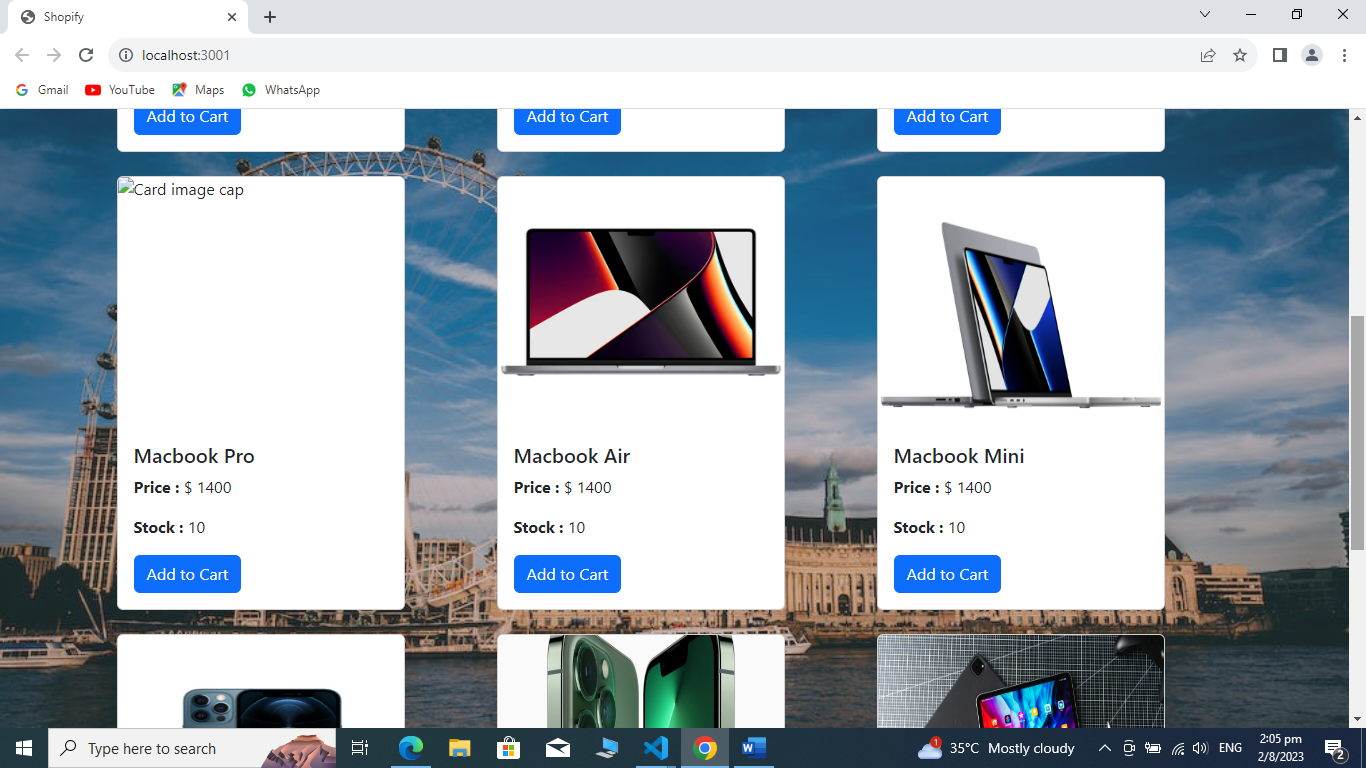 Shopify
localhost:3001
Gmail YouTube Maps WhatsApp
Add to Cart Add to Cart Add to Cart
Card image cap
Macbook Pro Macbook Air Macbook Mini
Price : $ 1400 Price : $ 1400 Price : $ 1400
Stock : 10 Stock : 10 Stock : 10
Add to Cart Add to Cart Add to Cart
Type here to search 1 35°C Mostly cloudy ENG 2:05 pm 2
2/8/2023